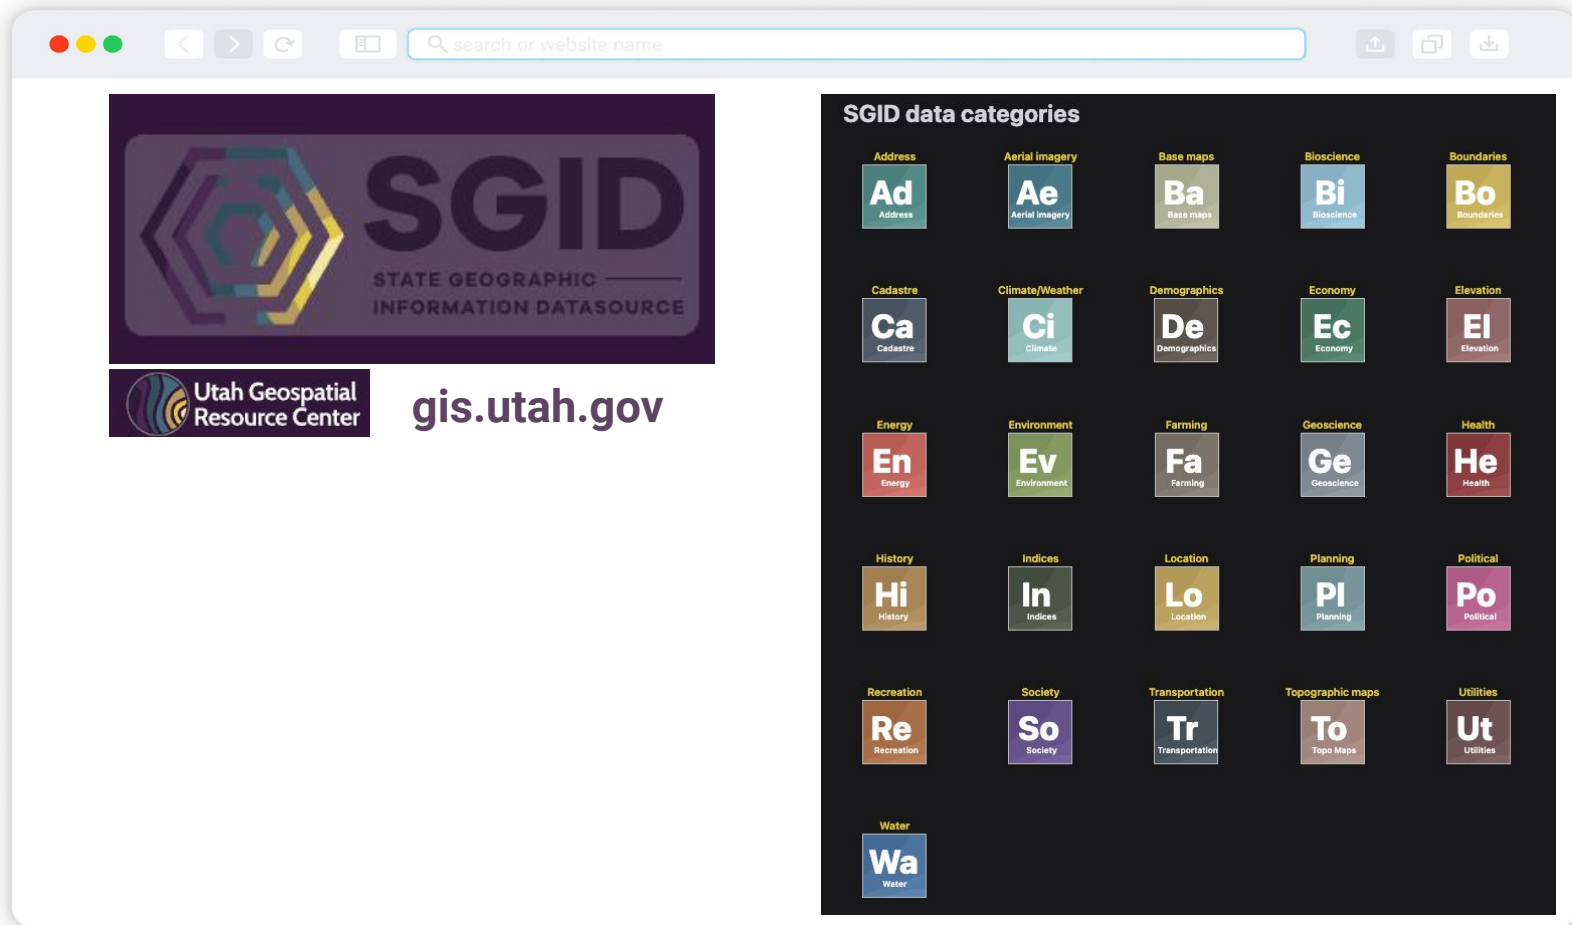 search or website name
SGID
STATE GEOGRAPHIC
INFORMATION DATASOURCE
Utah Geospatial
Resource Center
gis.utah.gov
SGID data categories
Address Aerial imagery Base maps Bioscience Boundaries
Ad Ae Ba Bi Bo
Address Aerial imagery Base maps Bioscience Boundaries
Cadastre Climate/Weather Demographics Economy Elevation
Ca Ci De Ec El
Cadastre Climate Demographics Economy Elevation
Energy Environment Farming Geoscience Health
En Ev Fa Ge He
Energy Environment Farming Geoscience Health
History Indices Location Planning Political
Hi In Lo Pl Po
History Indices Location Planning Political
Recreation Society Transportation Topographic maps Utilities
Re So Tr To Ut
Recreation Society Transportation Topo Maps Utilities
Water
Wa
Water